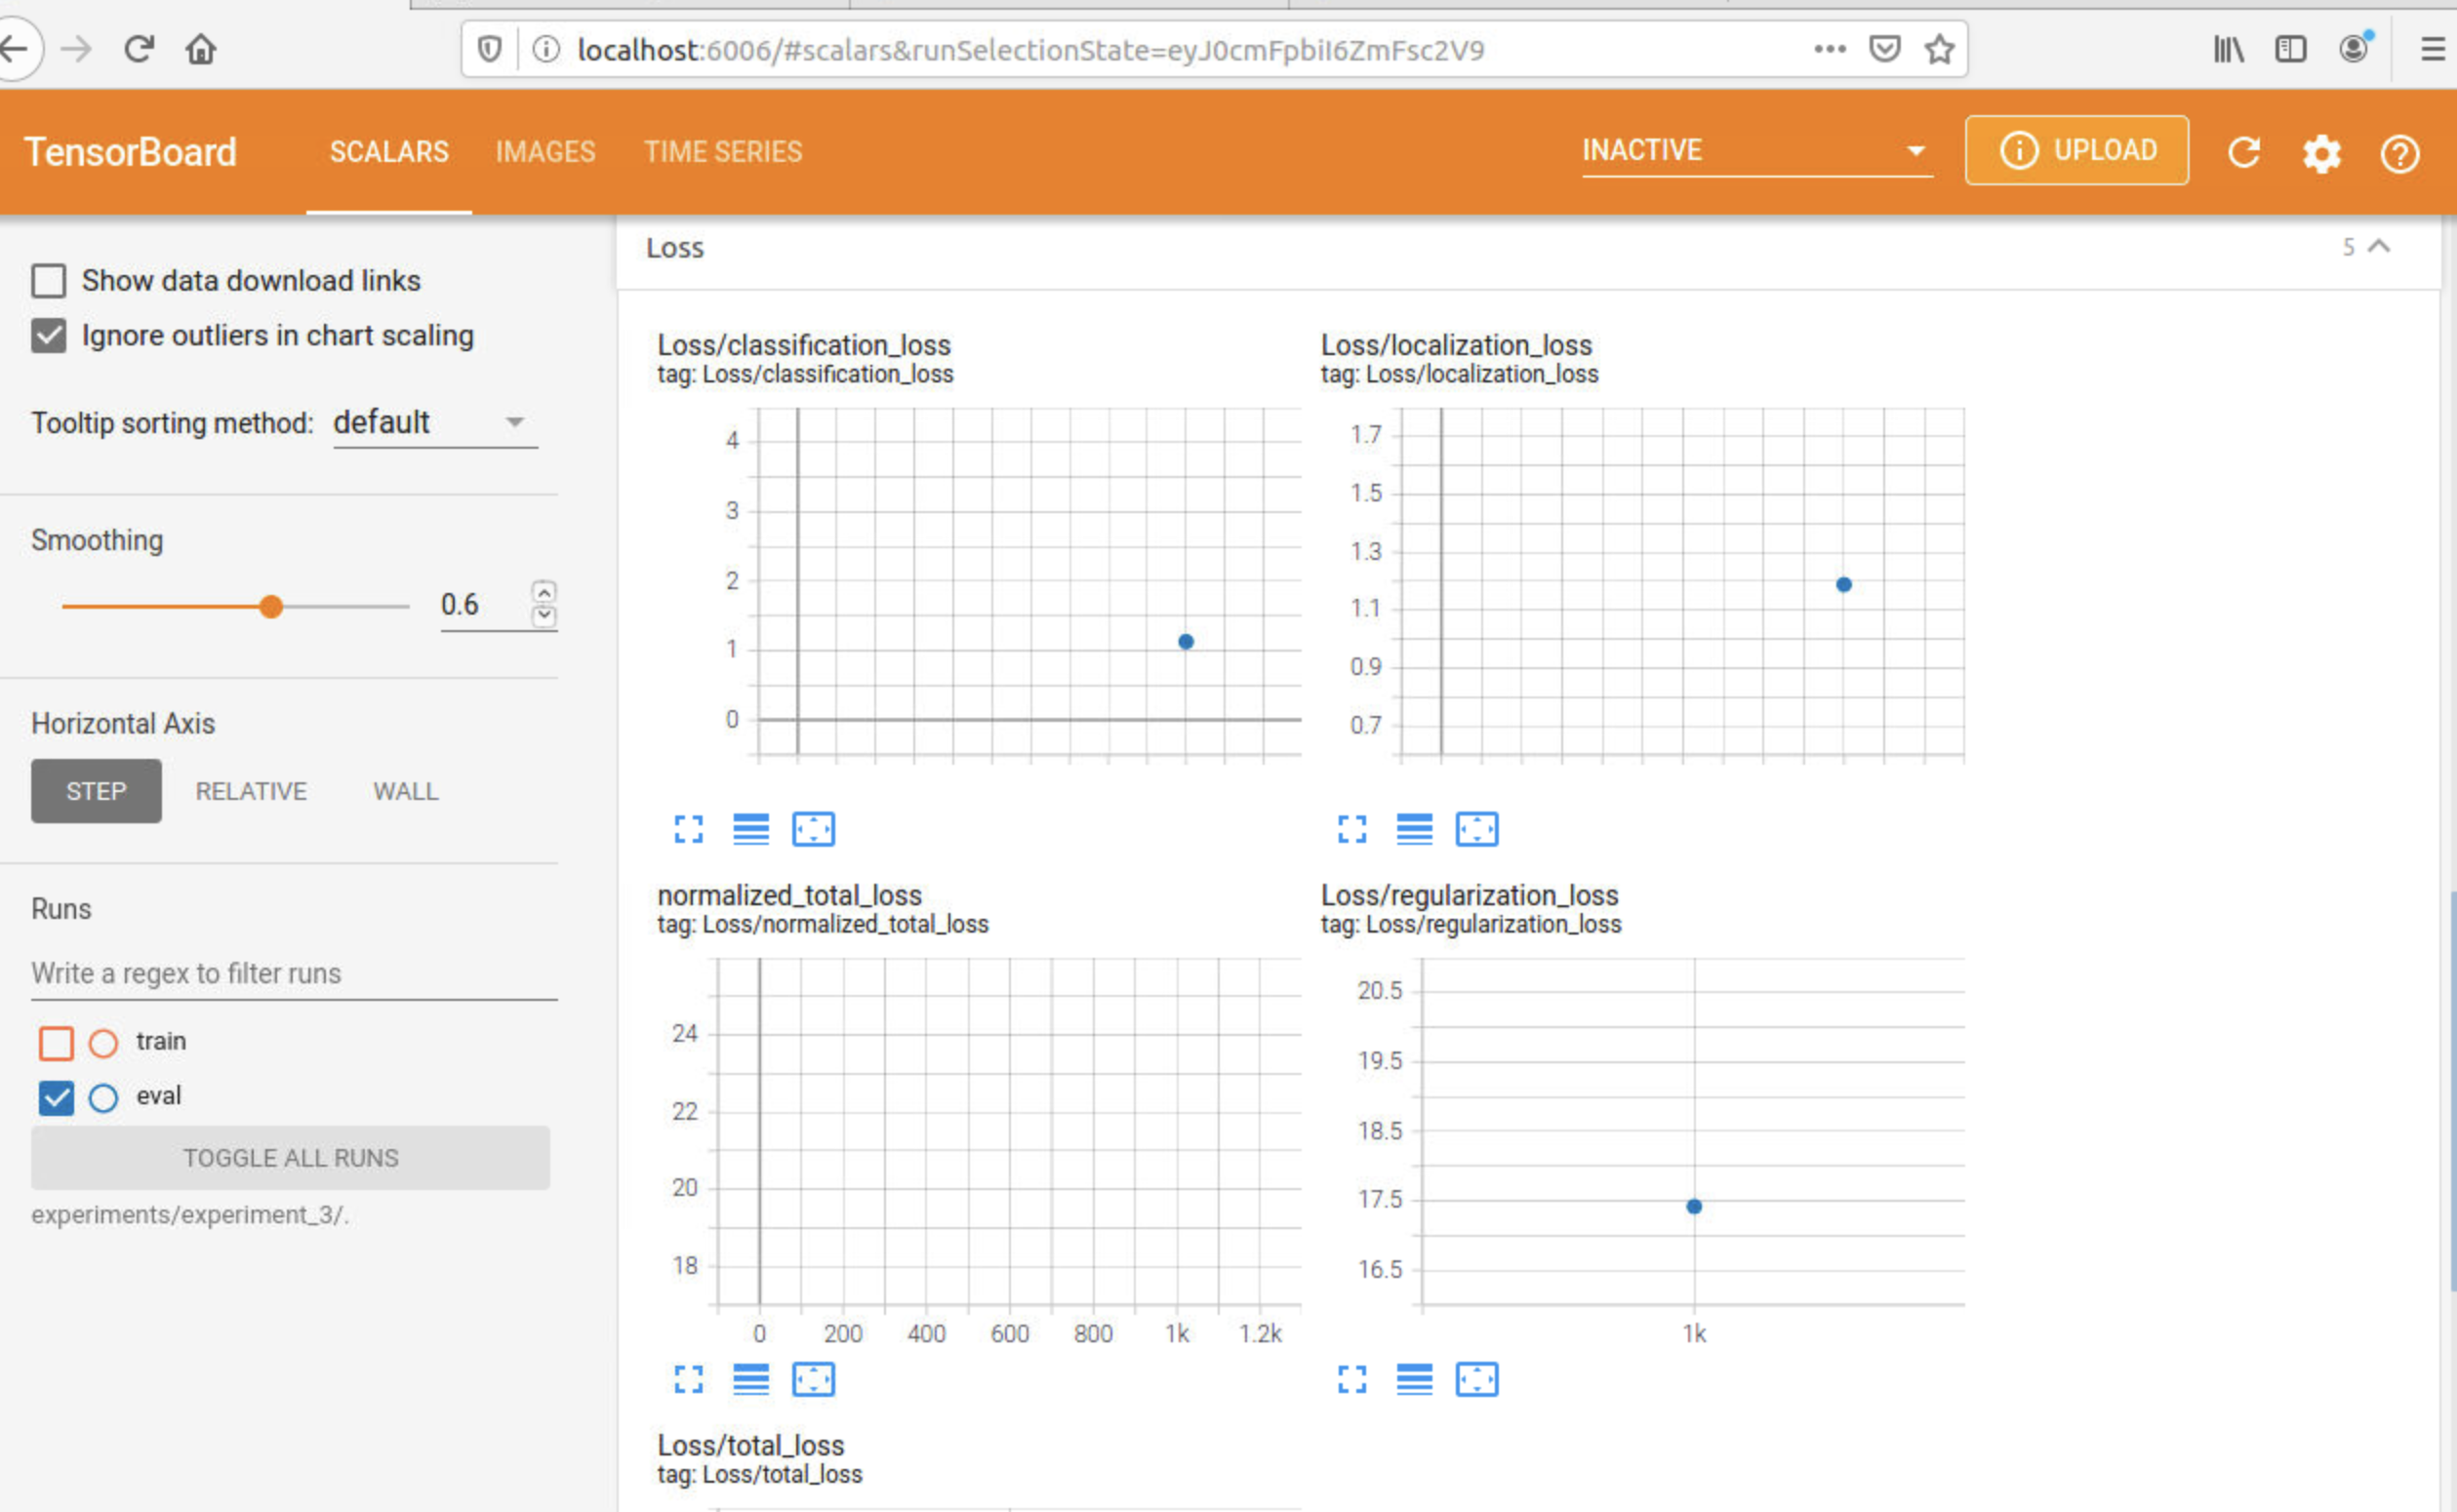 localhost:6006/#scalars&runSelectionState=eyJ0cmFpbiI6ZmFsc2V9
TensorBoard
SCALARS
IMAGES
TIME SERIES
INACTIVE
UPLOAD
Show data download links
Ignore outliers in chart scaling
Tooltip sorting method: default
Smoothing
0.6
Horizontal Axis
STEP
RELATIVE
WALL
Runs
Write a regex to filter runs
train
eval
TOGGLE ALL RUNS
experiments/experiment_3/.
Loss
5
Loss/classification_loss
tag: Loss/classification_loss
4
3
2
1
0
Loss/localization_loss
tag: Loss/localization_loss
1.7
1.5
1.3
1.1
0.9
0.7
normalized_total_loss
tag: Loss/normalized_total_loss
24
22
20
18
0 200 400 600 800 1k 1.2k
Loss/regularization_loss
tag: Loss/regularization_loss
20.5
19.5
18.5
17.5
16.5
1k
Loss/total_loss
tag: Loss/total_loss